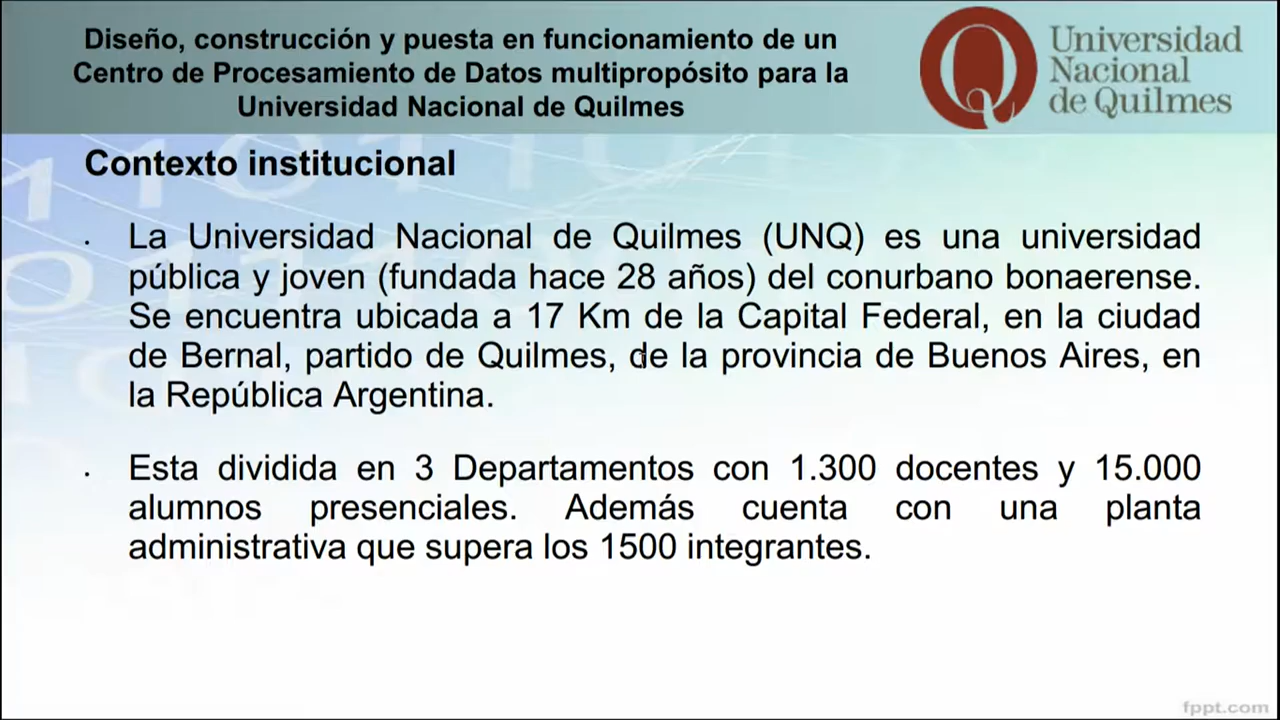 Diseño, construcción y puesta en funcionamiento de un
Centro de Procesamiento de Datos multipropósito para la
Universidad Nacional de Quilmes
Universidad
Nacional
de Quilmes
Contexto institucional
· La Universidad Nacional de Quilmes (UNQ) es una universidad
pública y joven (fundada hace 28 años) del conurbano bonaerense.
Se encuentra ubicada a 17 Km de la Capital Federal, en la ciudad
de Bernal, partido de Quilmes, de la provincia de Buenos Aires, en
la República Argentina.
· Esta dividida en 3 Departamentos con 1.300 docentes y 15.000
alumnos presenciales. Además cuenta con una planta
administrativa que supera los 1500 integrantes.
fppt.com